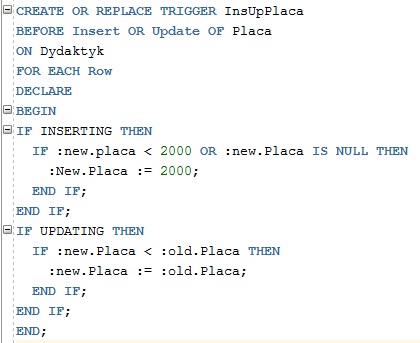 CREATE OR REPLACE TRIGGER InsUpPlaca
BEFORE Insert OR Update OF Placa
ON Dydaktyk
FOR EACH Row
DECLARE
BEGIN
IF INSERTING THEN
  IF :new.placa < 2000 OR :new.Placa IS NULL THEN
    :New.Placa := 2000;
  END IF;
END IF;
IF UPDATING THEN
  IF :new.Placa < :old.Placa THEN
    :new.Placa := :old.Placa;
  END IF;
END IF;
END;